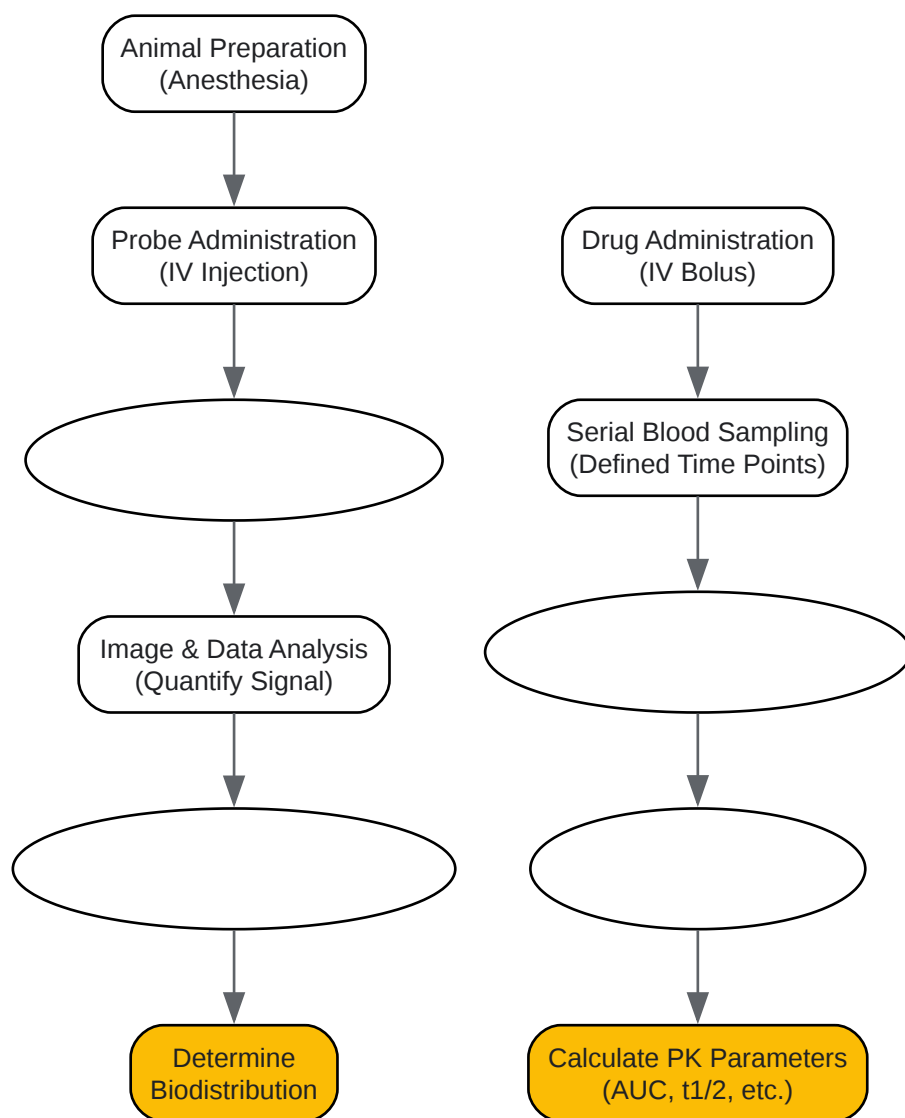 Animal Preparation
(Anesthesia)
Probe Administration
(IV Injection)
Image & Data Analysis
(Quantify Signal)
Determine
Biodistribution
Drug Administration
(IV Bolus)
Serial Blood Sampling
(Defined Time Points)
Calculate PK Parameters
(AUC, t1/2, etc.)